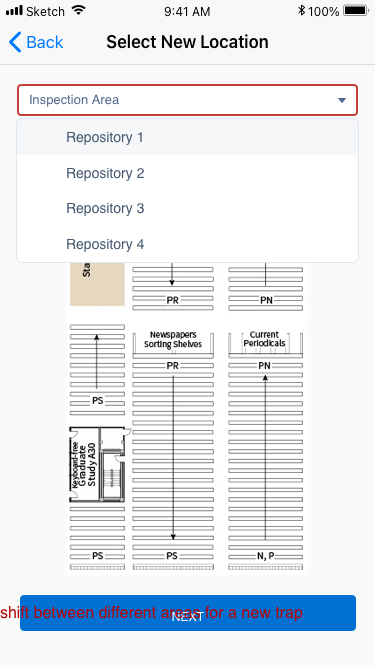 Sketch 9:41 AM 100%
Back Select New Location
Inspection Area
Repository 1
Repository 2
Repository 3
Repository 4
Sta
PR PN
Newspapers Current
Sorting Shelves Periodicals
PR PN
PS
Keyboard-free
Graduate
Study A30
PS PS N, P
NEXT
shift between different areas for a new trap